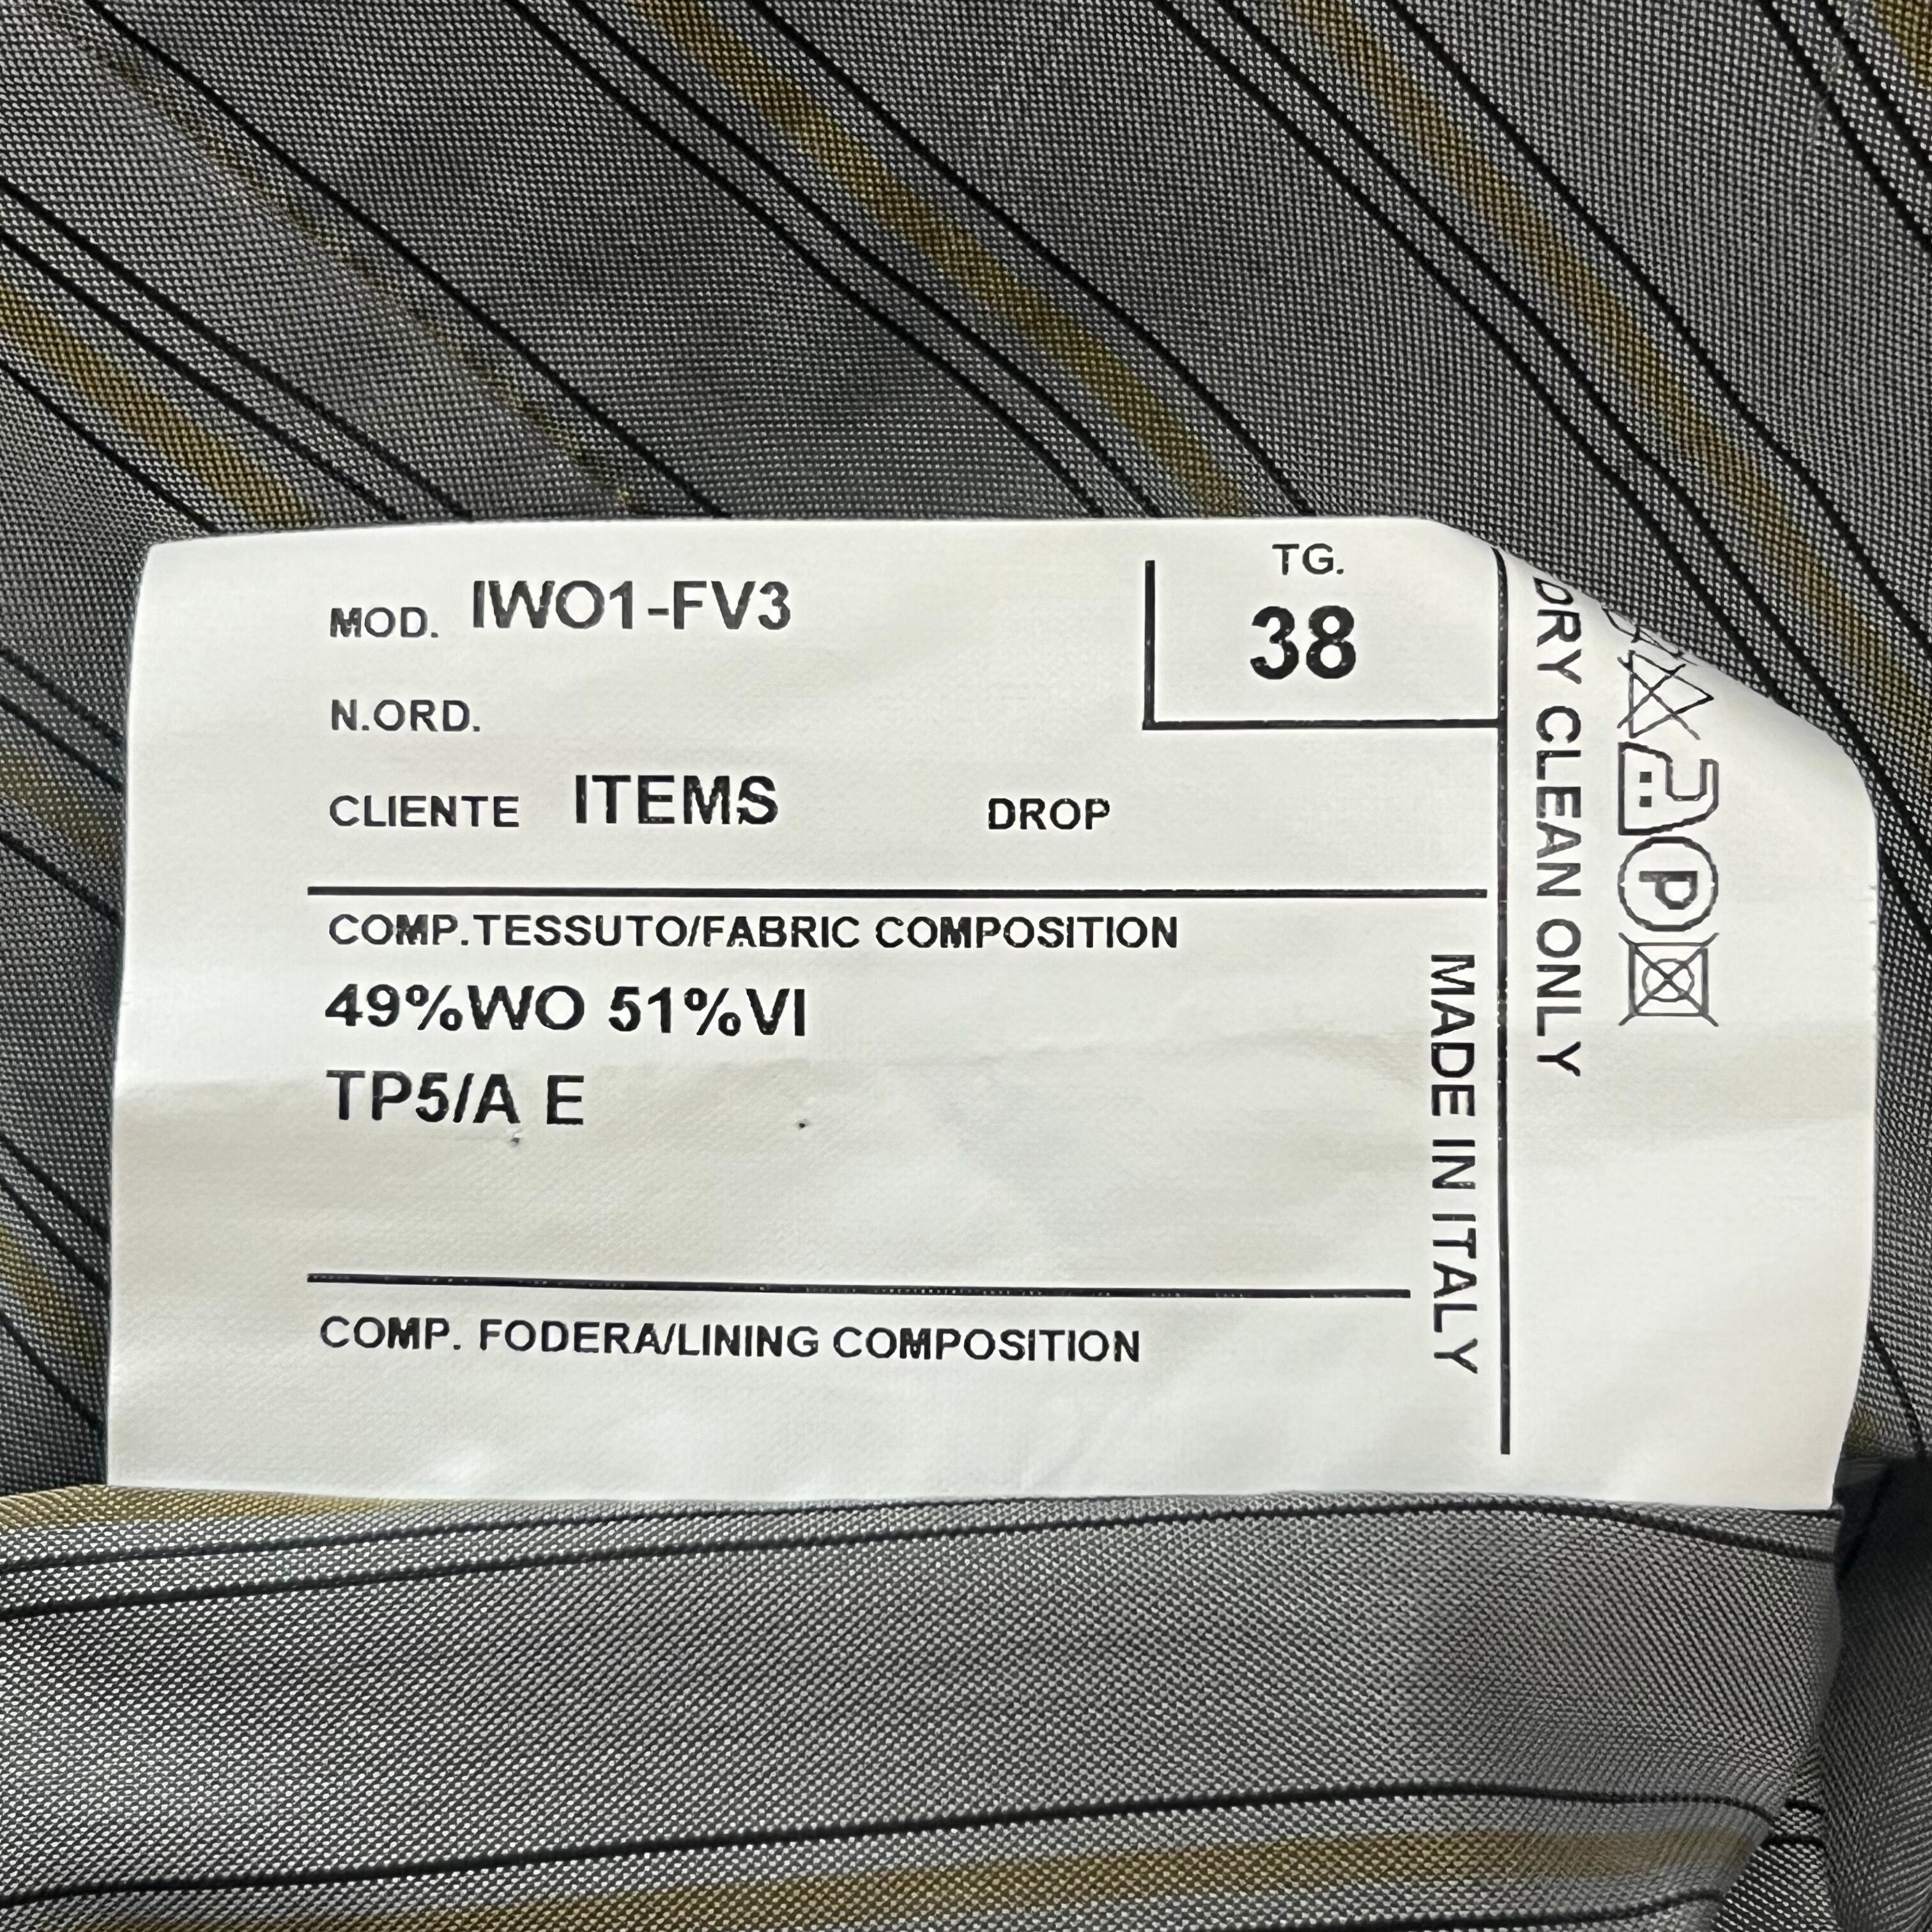 MOD. IWO1-FV3
TG.
38
N.ORD.
CLIENTE ITEMS DROP
COMP.TESSUTO/FABRIC COMPOSITION
49%WO 51%VI
TP5/A E
COMP. FODERA/LINING COMPOSITION
MADE IN ITALY
DRY CLEAN ONLY
P